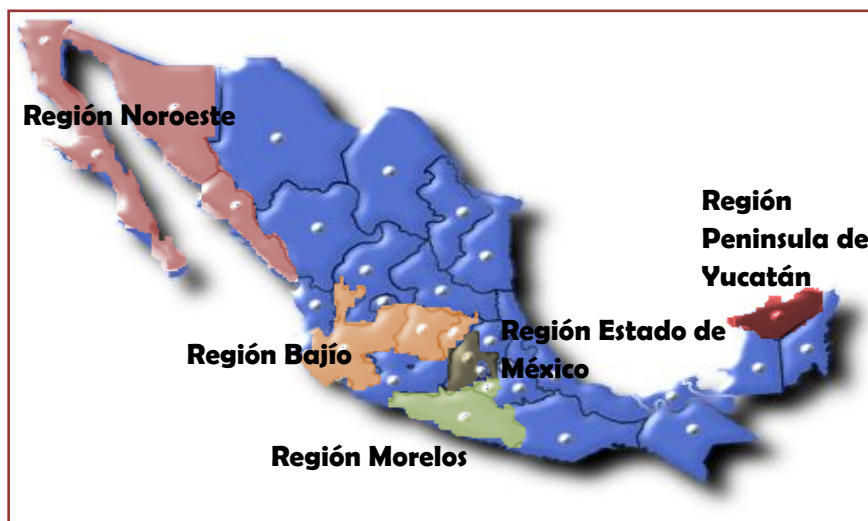 Región Noroeste
Región
Peninsula de
Yucatán
Región Estado de
México
Región Bajío
Región Morelos